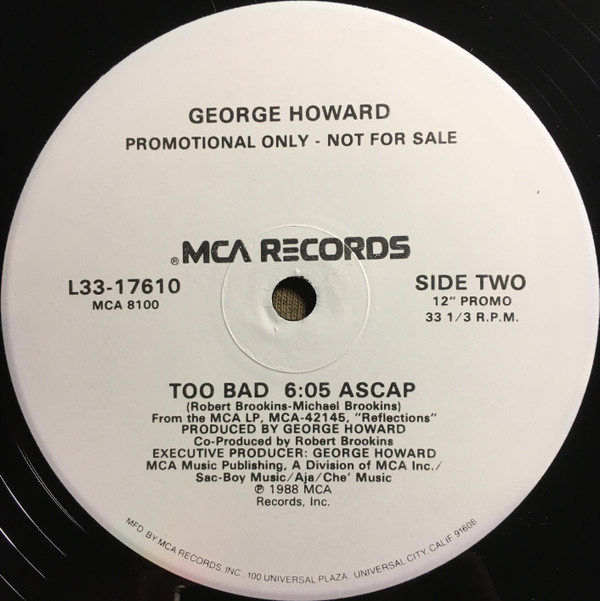 GEORGE HOWARD
PROMOTIONAL ONLY - NOT FOR SALE
® MCA RECORDS
L33-17610
MCA 8100
SIDE TWO
12" PROMO
33 1/3 R.P.M.
TOO BAD 6:05 ASCAP
(Robert Brookins-Michael Brookins)
From the MCA LP, MCA-42145, "Reflections"
PRODUCED BY GEORGE HOWARD
Co-Produced by Robert Brookins
EXECUTIVE PRODUCER: GEORGE HOWARD
MCA Music Publishing, A Division of MCA Inc./
Sac-Boy Music/Aja/Che' Music
℗ 1988 MCA
Records, Inc.
MFD. BY MCA RECORDS, INC. 100 UNIVERSAL PLAZA, UNIVERSAL CITY, CALIF. 91608